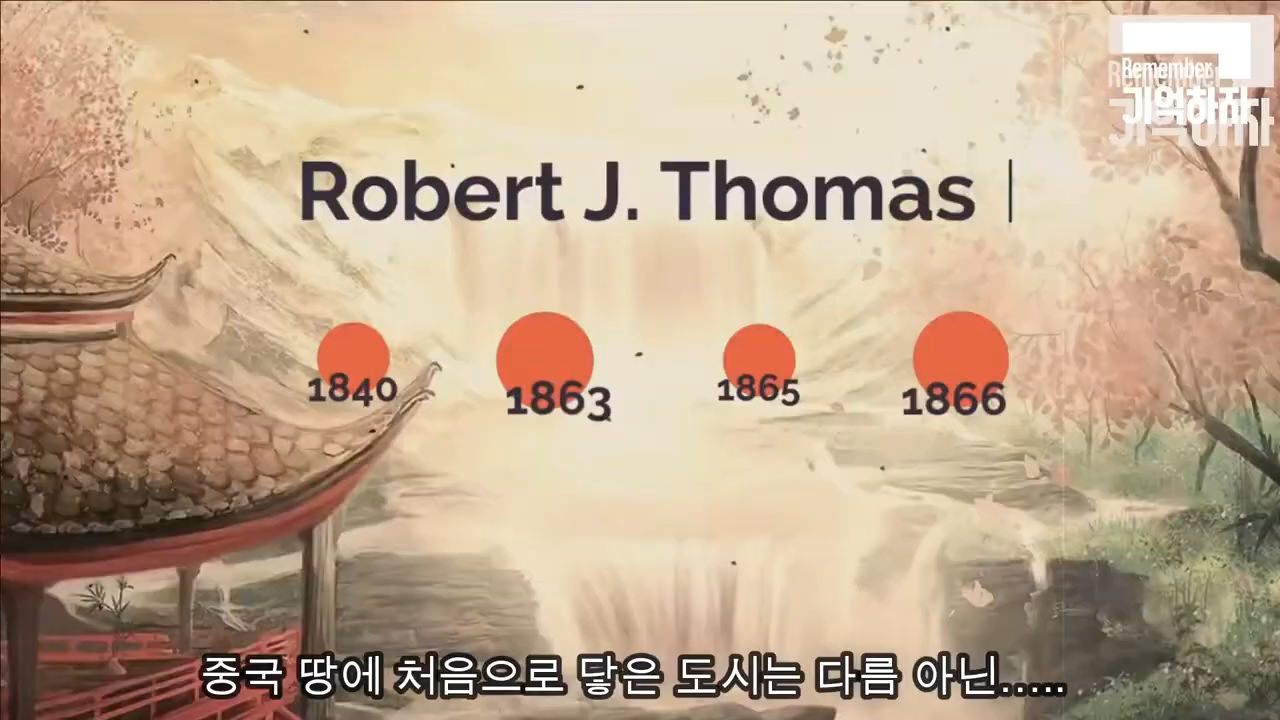 Remember
기억하자
Robert J. Thomas
1840 1863 1865 1866
중국 땅에 처음으로 닿은 도시는 다름 아닌.....